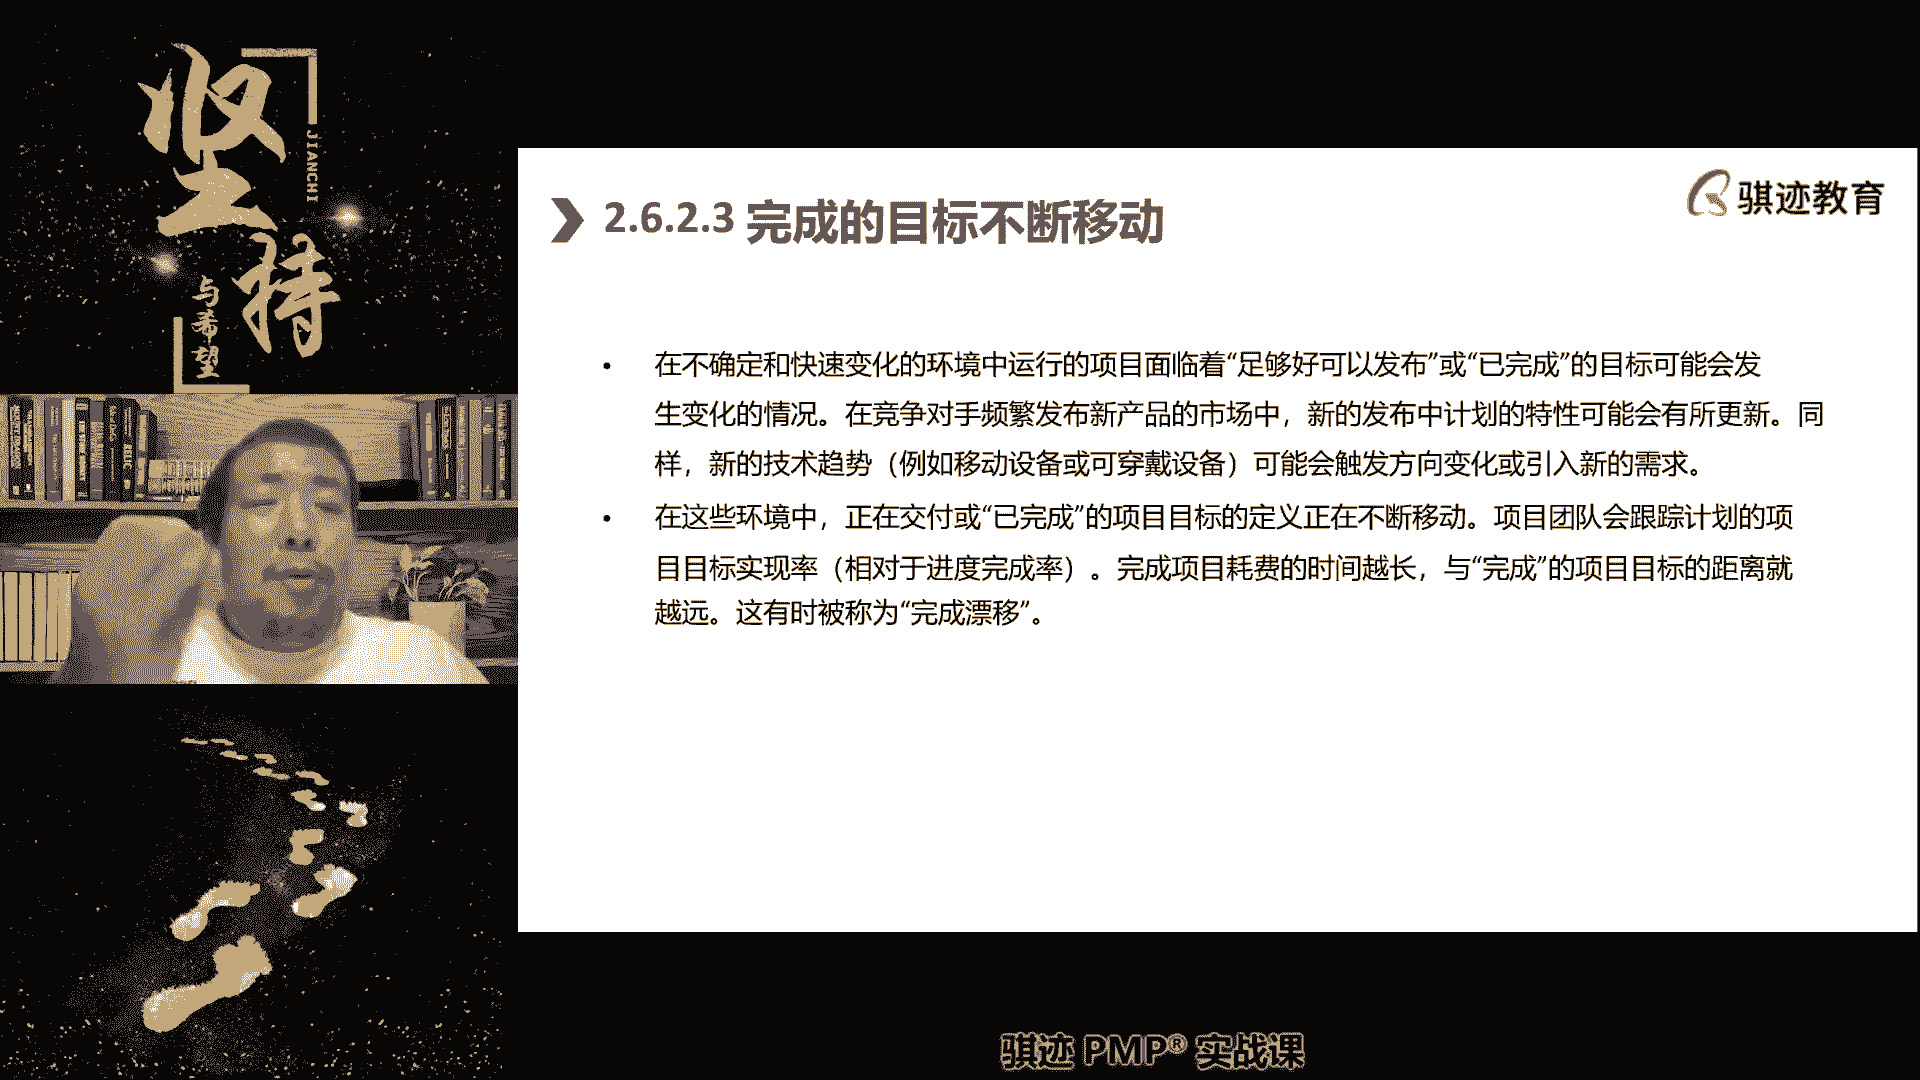 坚持
JIANCHI
与希望
骐迹教育
2.6.2.3 完成的目标不断移动
• 在不确定和快速变化的环境中运行的项目面临着“足够好可以发布”或“已完成”的目标可能会发
生变化的情况。在竞争对手频繁发布新产品的市场中，新的发布中计划的特性可能会有所更新。同
样，新的技术趋势（例如移动设备或可穿戴设备）可能会触发方向变化或引入新的需求。
• 在这些环境中，正在交付或“已完成”的项目目标的定义正在不断移动。项目团队会跟踪计划的项
目目标实现率（相对于进度完成率）。完成项目耗费的时间越长，与“完成”的项目目标的距离就
越远。这有时被称为“完成漂移”。
骐迹 PMP® 实战课